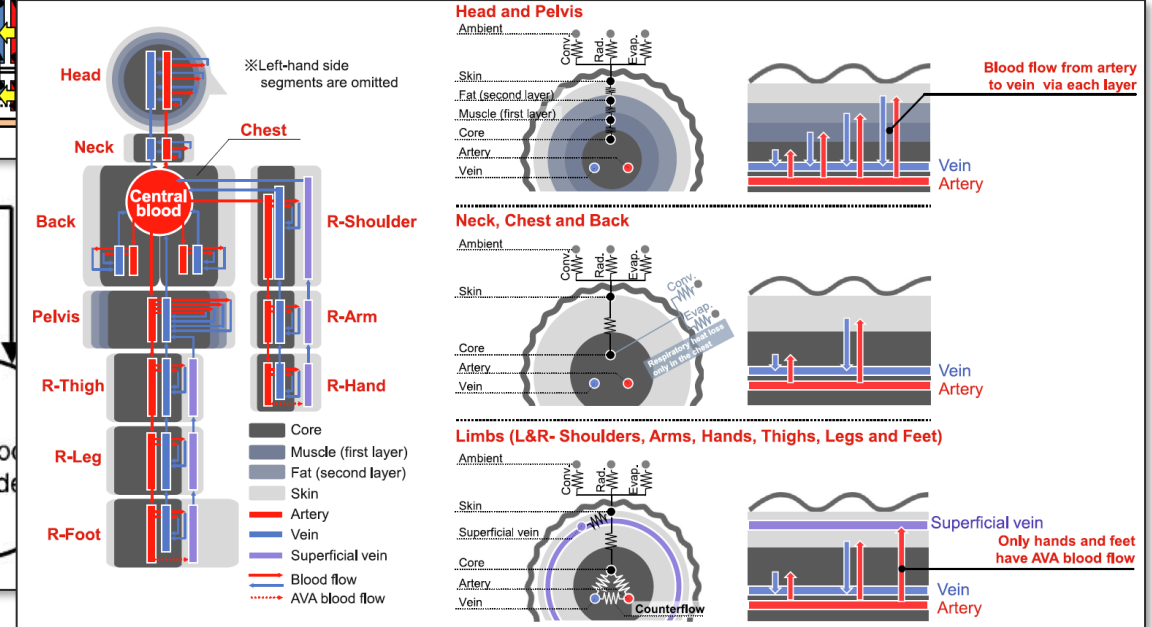 Head
※Left-hand side
segments are omitted
Neck
Chest
Central
blood
Back
R-Shoulder
Pelvis
R-Arm
R-Thigh
R-Hand
R-Leg
R-Foot
Core
Muscle (first layer)
Fat (second layer)
Skin
Artery
Vein
Superficial vein
Blood flow
AVA blood flow
Head and Pelvis
Ambient
Conv.
Rad.
Evap.
Skin
Fat (second layer)
Muscle (first layer)
Core
Artery
Vein
Blood flow from artery
to vein via each layer
Vein
Artery
Neck, Chest and Back
Ambient
Conv.
Rad.
Evap.
Skin
Conv.
Evap.
Respiratory heat loss
only in the chest
Core
Artery
Vein
Vein
Artery
Limbs (L&R- Shoulders, Arms, Hands, Thighs, Legs and Feet)
Ambient
Conv.
Rad.
Evap.
Skin
Superficial vein
Core
Artery
Vein
Counterflow
Superficial vein
Only hands and feet
have AVA blood flow
Vein
Artery